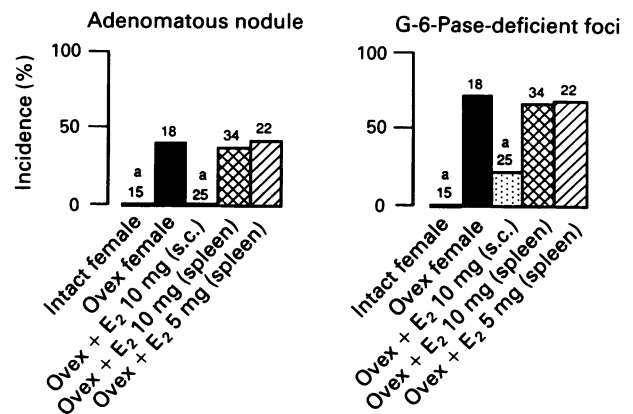 Adenomatous nodule
Incidence (%)
100
50
0
a
15
18
a
25
34
22
Intact female
Ovex female
Ovex + E₂ 10 mg (s.c.)
Ovex + E₂ 10 mg (spleen)
Ovex + E₂ 5 mg (spleen)
G-6-Pase-deficient foci
100
50
0
a
15
18
a
25
34
22
Intact female
Ovex female
Ovex + E₂ 10 mg (s.c.)
Ovex + E₂ 10 mg (spleen)
Ovex + E₂ 5 mg (spleen)